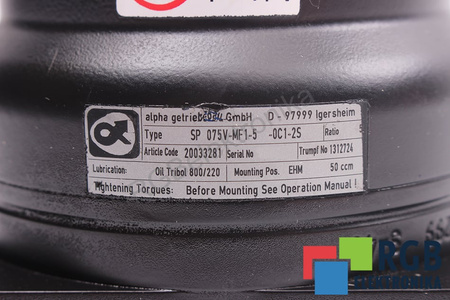 alpha getriebebau GmbH D - 97999 Igersheim
Type SP 075V-MF1-5 -0C1-2S Ratio
Article Code 20033281 Serial No Trumpf No 1312724
Lubrication: Oil Tribol 800/220 Mounting Pos. EHM 50 ccm
Tightening Torques: Before Mounting See Operation Manual !
RGB